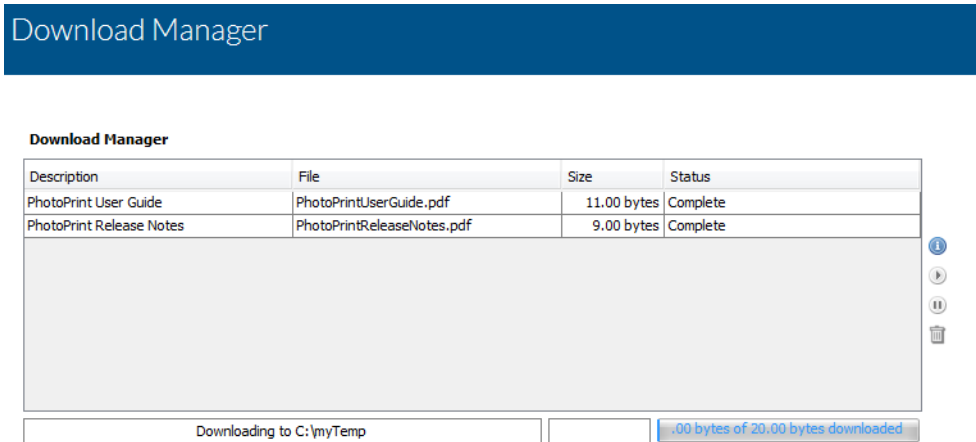 Download Manager
Download Manager
Description File Size Status
PhotoPrint User Guide PhotoPrintUserGuide.pdf 11.00 bytes Complete
PhotoPrint Release Notes PhotoPrintReleaseNotes.pdf 9.00 bytes Complete
Downloading to C:\myTemp .00 bytes of 20.00 bytes downloaded